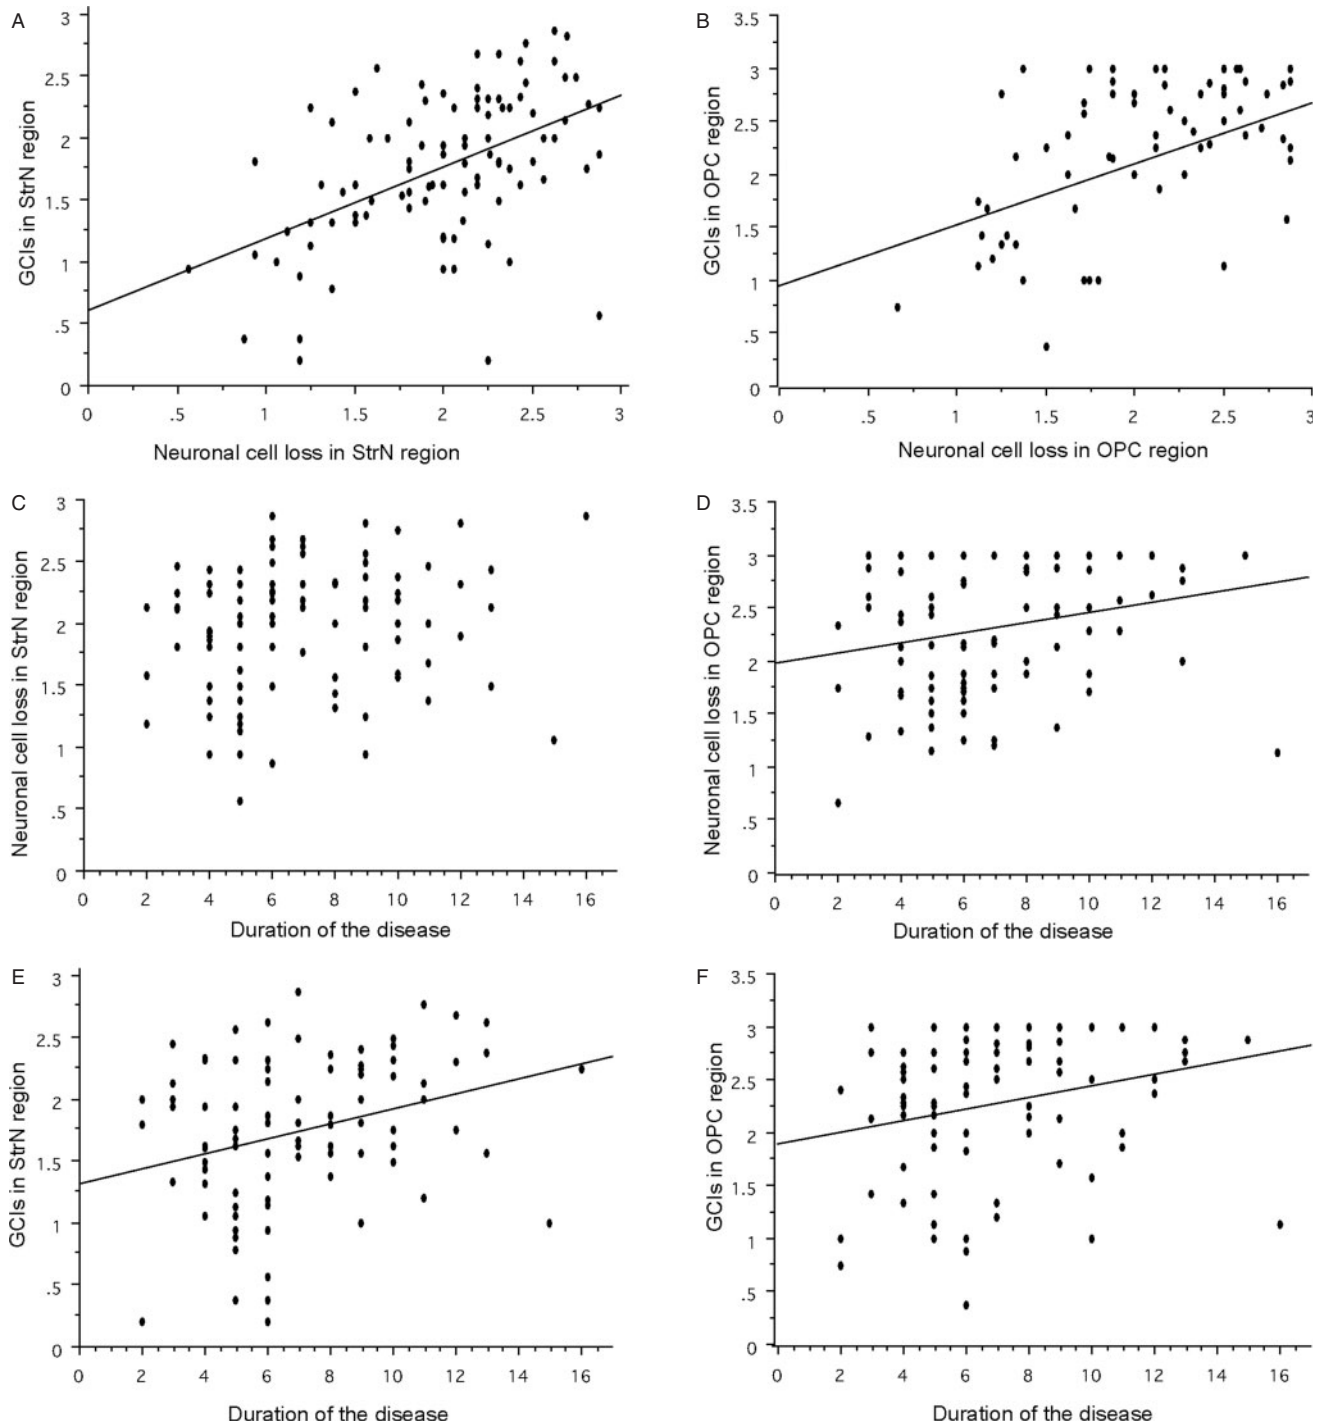 A
3
2.5
2
1.5
1
.5
0
GCIs in StrN region
0 .5 1 1.5 2 2.5 3
Neuronal cell loss in StrN region
B
3.5
3
2.5
2
1.5
1
.5
0
GCIs in OPC region
0 .5 1 1.5 2 2.5 3
Neuronal cell loss in OPC region
C
3
2.5
2
1.5
1
.5
0
Neuronal cell loss in StrN region
0 2 4 6 8 10 12 14 16
Duration of the disease
D
3.5
3
2.5
2
1.5
1
.5
0
Neuronal cell loss in OPC region
0 2 4 6 8 10 12 14 16
Duration of the disease
E
3
2.5
2
1.5
1
.5
0
GCIs in StrN region
0 2 4 6 8 10 12 14 16
Duration of the disease
F
3.5
3
2.5
2
1.5
1
.5
0
GCIs in OPC region
0 2 4 6 8 10 12 14 16
Duration of the disease